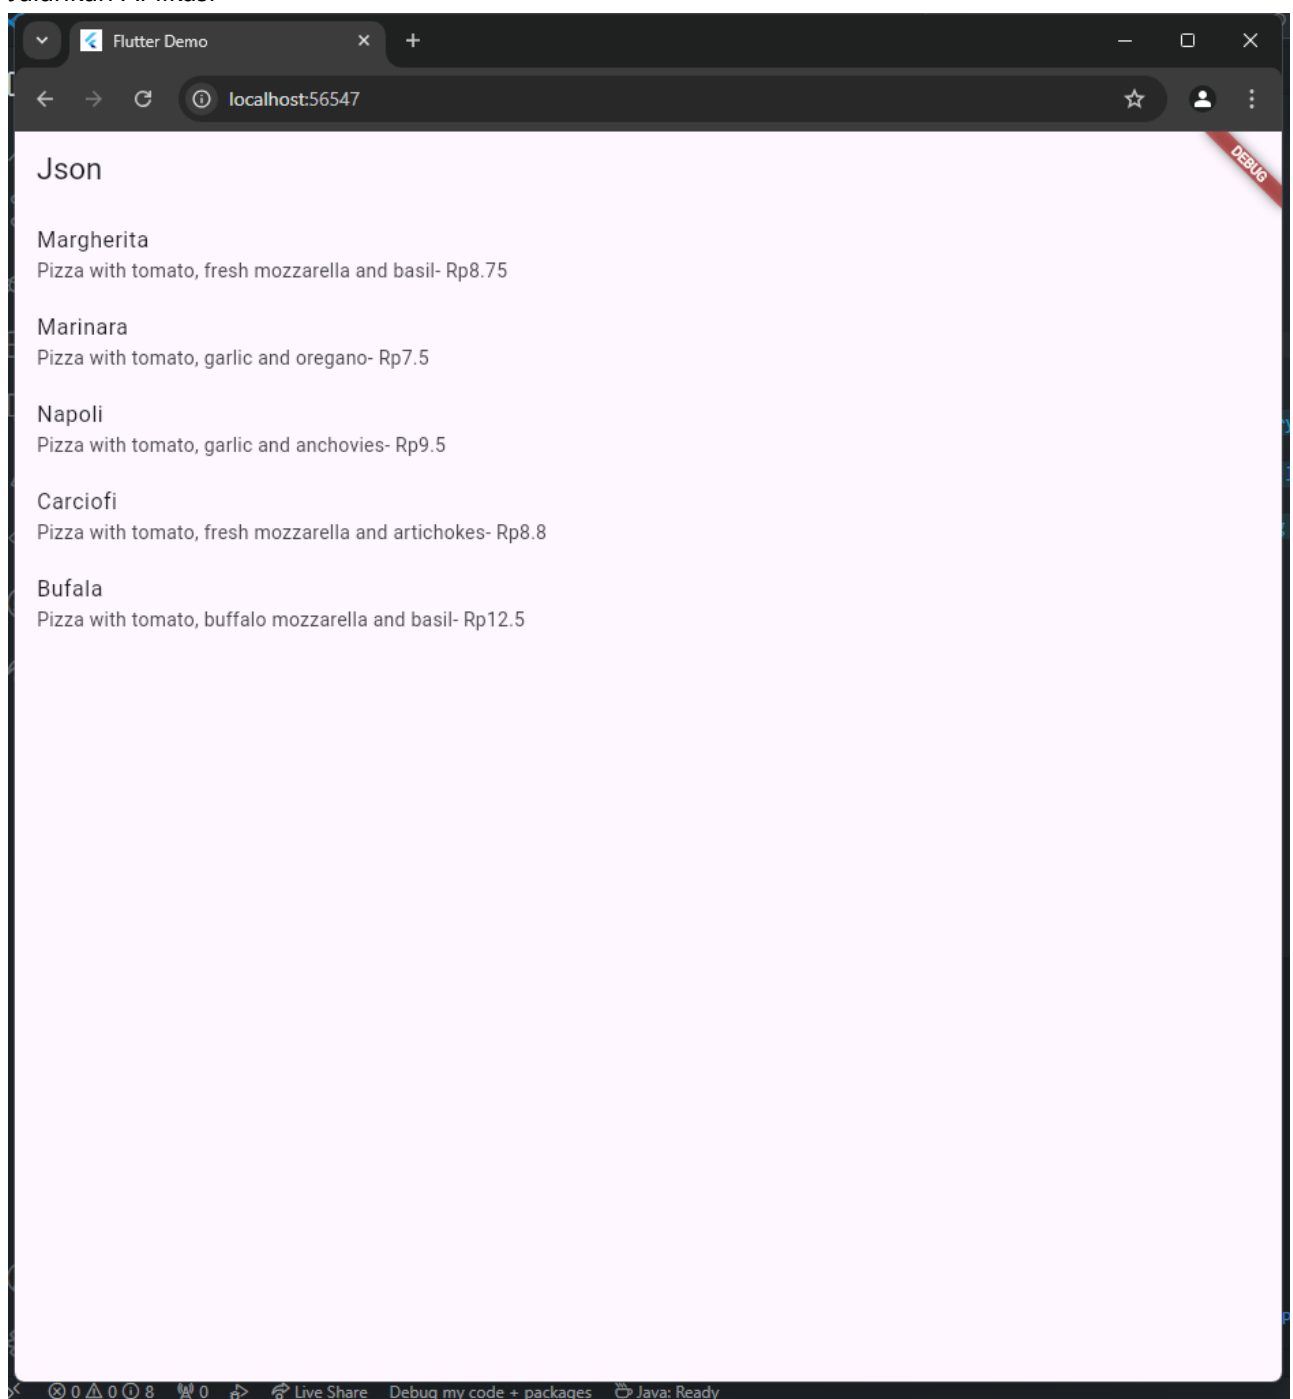 Flutter Demo
localhost:56547
DEBUG
Json
Margherita
Pizza with tomato, fresh mozzarella and basil- Rp8.75
Marinara
Pizza with tomato, garlic and oregano- Rp7.5
Napoli
Pizza with tomato, garlic and anchovies- Rp9.5
Carciofi
Pizza with tomato, fresh mozzarella and artichokes- Rp8.8
Bufala
Pizza with tomato, buffalo mozzarella and basil- Rp12.5
0 0 8 0 Live Share Debug my code + packages Java: Ready